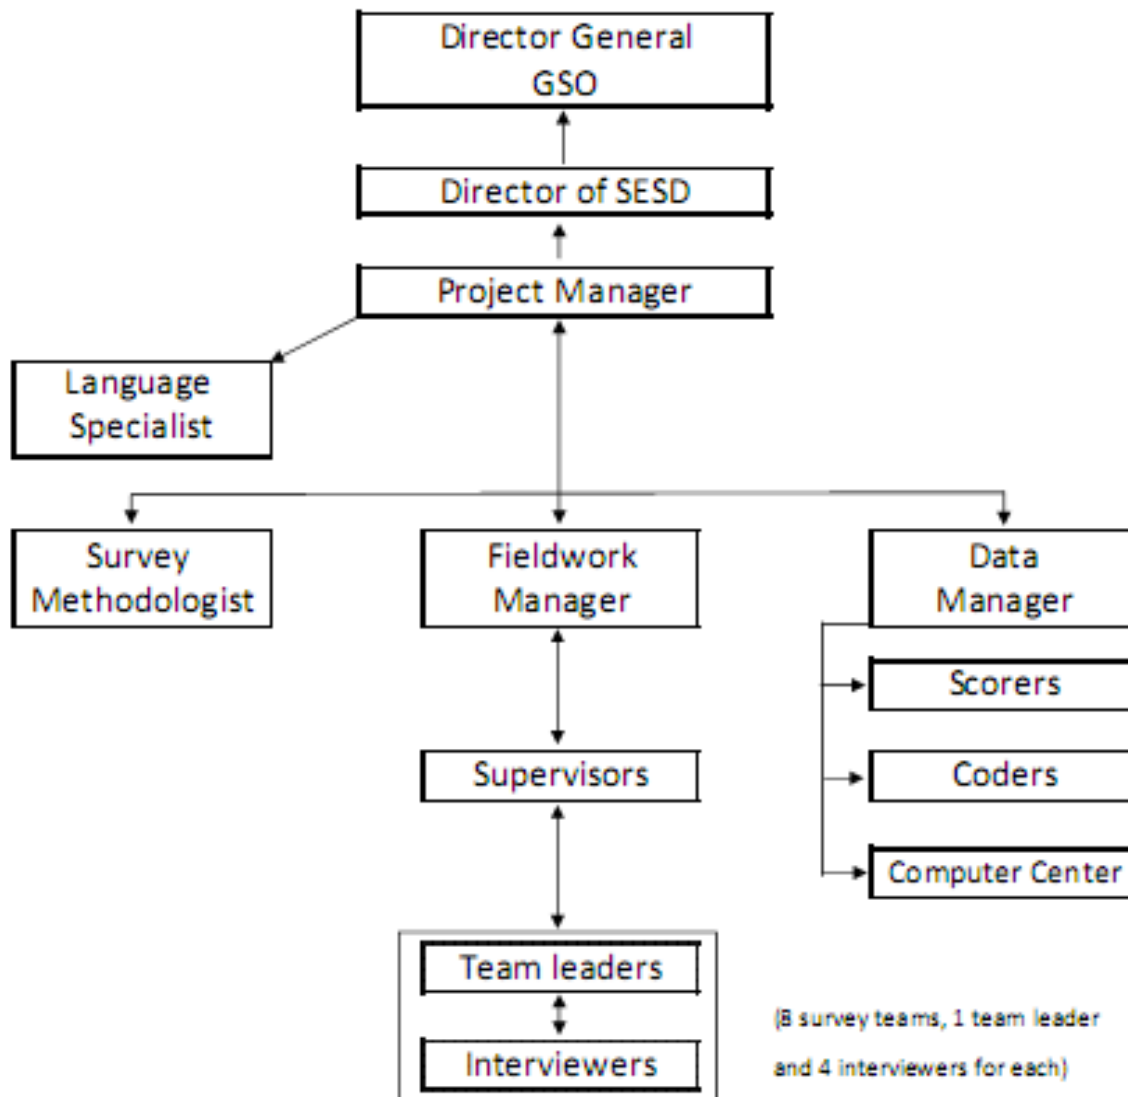 Director General
GSO
Director of SESD
Project Manager
Language
Specialist
Survey
Methodologist
Fieldwork
Manager
Data
Manager
Scorers
Coders
Computer Center
Supervisors
Team leaders
Interviewers
(8 survey teams, 1 team leader
and 4 interviewers for each)